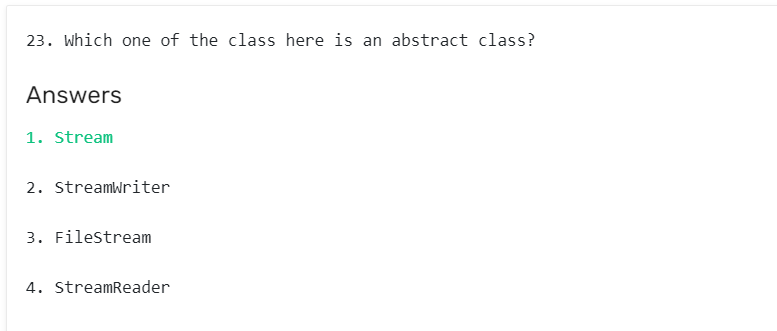 23. Which one of the class here is an abstract class?
Answers
1. Stream
2. StreamWriter
3. FileStream
4. StreamReader